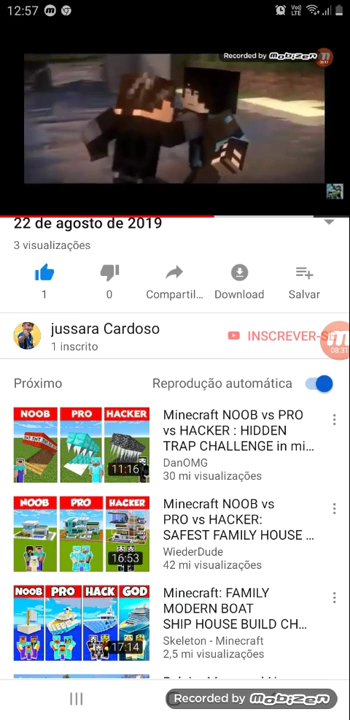 12:57
Vo)) LTE
Recorded by mobizen
22 de agosto de 2019
3 visualizações
1
0
Compartil...
Download
Salvar
jussara Cardoso
1 inscrito
INSCREVER-S
08:31
Próximo
Reprodução automática
NOOB PRO HACKER
11:16
Minecraft NOOB vs PRO
vs HACKER : HIDDEN
TRAP CHALLENGE in mi...
DanOMG
30 mi visualizações
NOOB PRO HACKER
16:53
Minecraft NOOB vs
PRO vs HACKER:
SAFEST FAMILY HOUSE ...
WiederDude
42 mi visualizações
NOOB PRO HACK GOD
17:14
Minecraft: FAMILY
MODERN BOAT
SHIP HOUSE BUILD CH...
Skeleton - Minecraft
2,5 mi visualizações
Recorded by mobizen